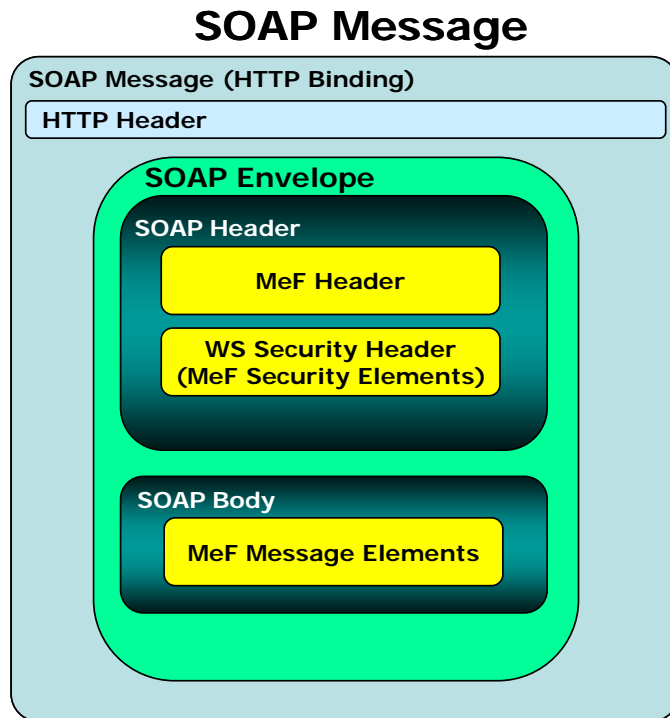 SOAP Message
SOAP Message (HTTP Binding)
HTTP Header
SOAP Envelope
SOAP Header
MeF Header
WS Security Header
(MeF Security Elements)
SOAP Body
MeF Message Elements